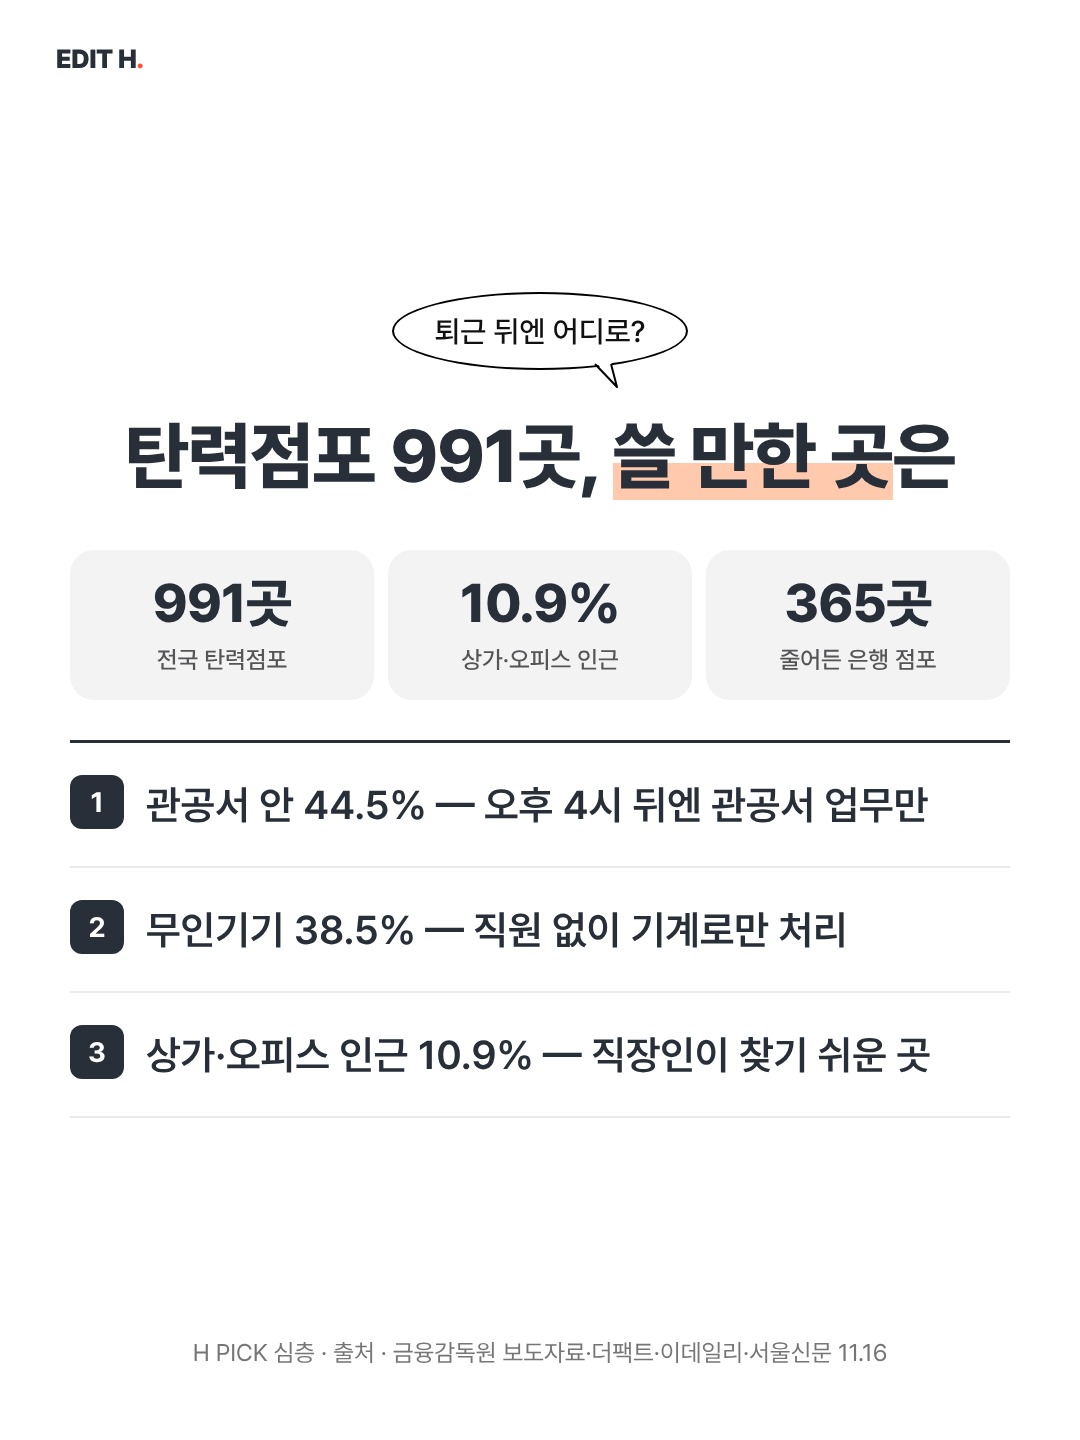 EDIT H.
퇴근 뒤엔 어디로?
탄력점포 991곳, 쓸 만한 곳은
991곳
전국 탄력점포
10.9%
상가·오피스 인근
365곳
줄어든 은행 점포
1 관공서 안 44.5% — 오후 4시 뒤엔 관공서 업무만
2 무인기기 38.5% — 직원 없이 기계로만 처리
3 상가·오피스 인근 10.9% — 직장인이 찾기 쉬운 곳
H PICK 심층 · 출처 · 금융감독원 보도자료·더팩트·이데일리·서울신문 11.16